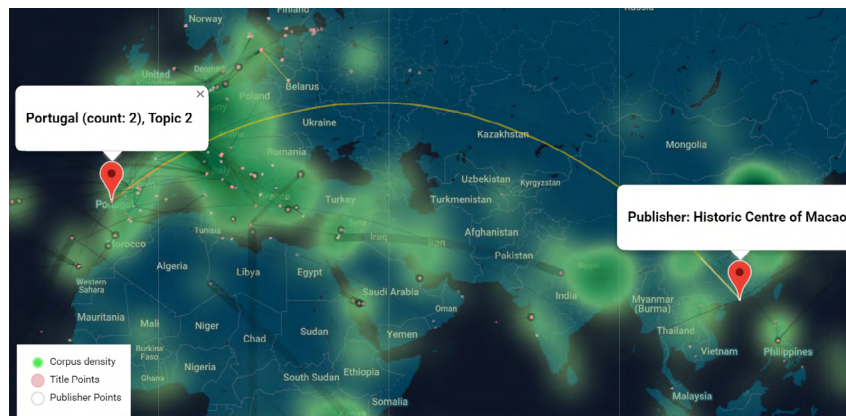 Norway
Finland
United
Denmark
Belarus
Poland
Portugal (count: 2), Topic 2
Ukraine
Kazakhstan
Mongolia
Romania
Italy
Uzbekistan
Kyrgyzstan
Turkey
Turkmenistan
Portugal
Publisher: Historic Centre of Macao
Tunisia
Morocco
Iraq
Iran
Afghanistan
Pakistan
Nepal
Algeria
Libya
Egypt
Western
Sahara
Saudi Arabia
India
Myanmar
(Burma)
Oman
Mauritania
Mali
Niger
Chad
Sudan
Yemen
Thailand
Vietnam
Philippines
Burkina
Faso
Corpus density
Title Points
Publisher Points
Nigeria
Ghana
South Sudan
Ethiopia
Somalia
Malaysia